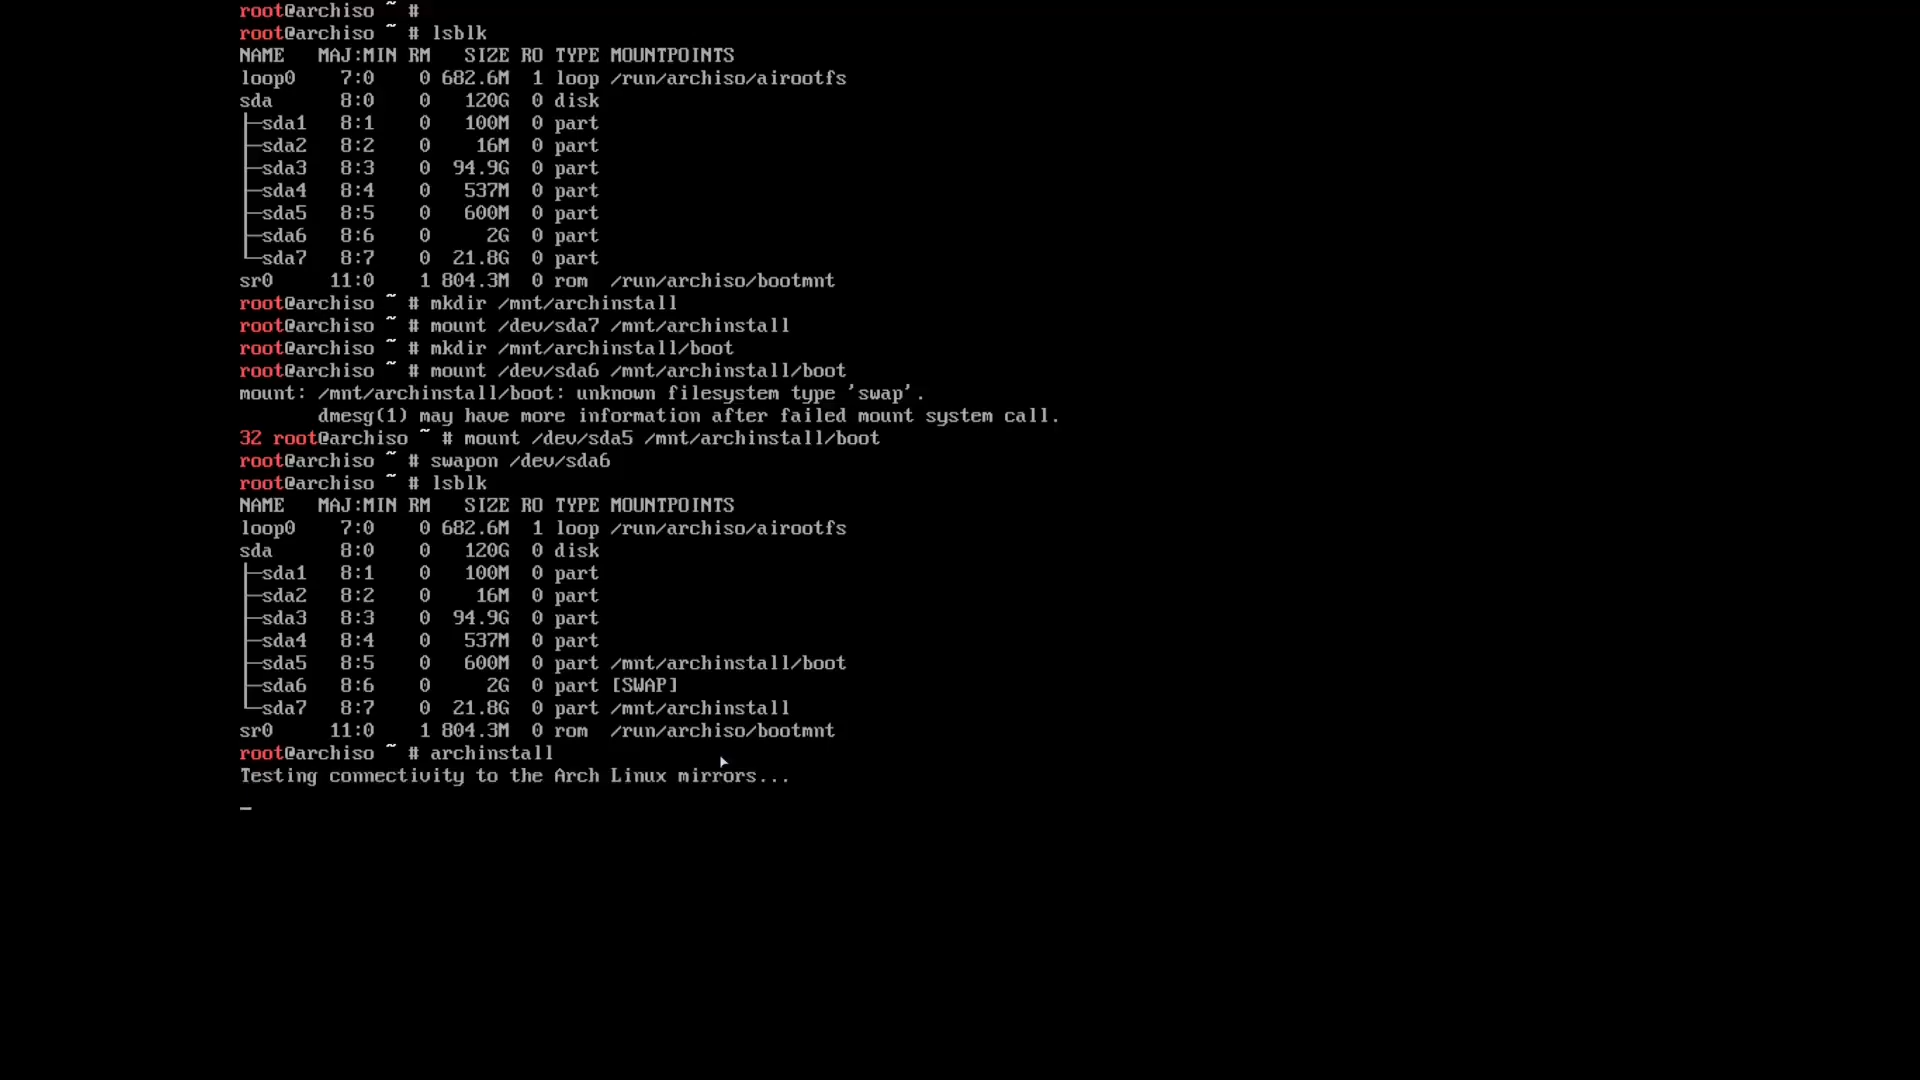 root@archiso ~ #
root@archiso ~ # lsblk
NAME   MAJ:MIN RM   SIZE RO TYPE MOUNTPOINTS
loop0    7:0    0 682.6M  1 loop /run/archiso/airootfs
sda      8:0    0   120G  0 disk
├─sda1   8:1    0   100M  0 part
├─sda2   8:2    0    16M  0 part
├─sda3   8:3    0  94.9G  0 part
├─sda4   8:4    0   537M  0 part
├─sda5   8:5    0   600M  0 part
├─sda6   8:6    0     2G  0 part
└─sda7   8:7    0  21.8G  0 part
sr0     11:0    1 804.3M  0 rom  /run/archiso/bootmnt
root@archiso ~ # mkdir /mnt/archinstall
root@archiso ~ # mount /dev/sda7 /mnt/archinstall
root@archiso ~ # mkdir /mnt/archinstall/boot
root@archiso ~ # mount /dev/sda6 /mnt/archinstall/boot
mount: /mnt/archinstall/boot: unknown filesystem type 'swap'.
       dmesg(1) may have more information after failed mount system call.
32 root@archiso ~ # mount /dev/sda5 /mnt/archinstall/boot
root@archiso ~ # swapon /dev/sda6
root@archiso ~ # lsblk
NAME   MAJ:MIN RM   SIZE RO TYPE MOUNTPOINTS
loop0    7:0    0 682.6M  1 loop /run/archiso/airootfs
sda      8:0    0   120G  0 disk
├─sda1   8:1    0   100M  0 part
├─sda2   8:2    0    16M  0 part
├─sda3   8:3    0  94.9G  0 part
├─sda4   8:4    0   537M  0 part
├─sda5   8:5    0   600M  0 part /mnt/archinstall/boot
├─sda6   8:6    0     2G  0 part [SWAP]
└─sda7   8:7    0  21.8G  0 part /mnt/archinstall
sr0     11:0    1 804.3M  0 rom  /run/archiso/bootmnt
root@archiso ~ # archinstall
Testing connectivity to the Arch Linux mirrors...